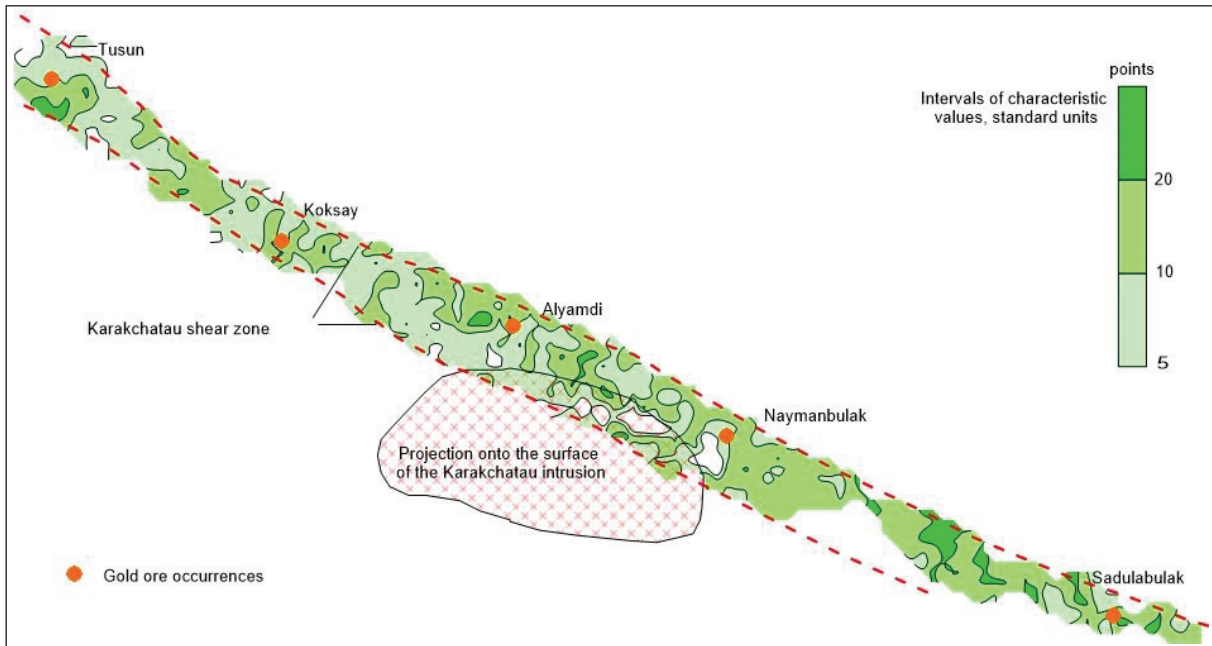 Tusun
points
Intervals of characteristic
values, standard units
20
Koksay
10
Alyamdi
Karakchatau shear zone
5
Naymanbulak
Projection onto the surface
of the Karakchatau intrusion
Gold ore occurrences
Sadulabulak